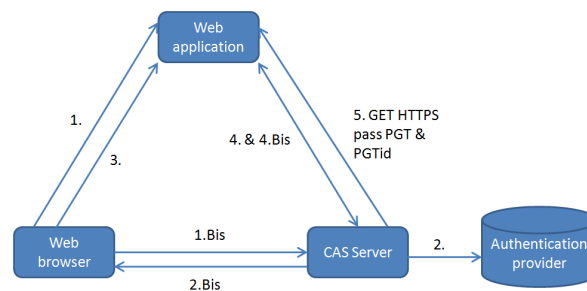 Web
application
1.
3.
4. & 4.Bis
5. GET HTTPS
pass PGT &
PGTid
Web
browser
1.Bis
2.Bis
CAS Server
2.
Authentication
provider